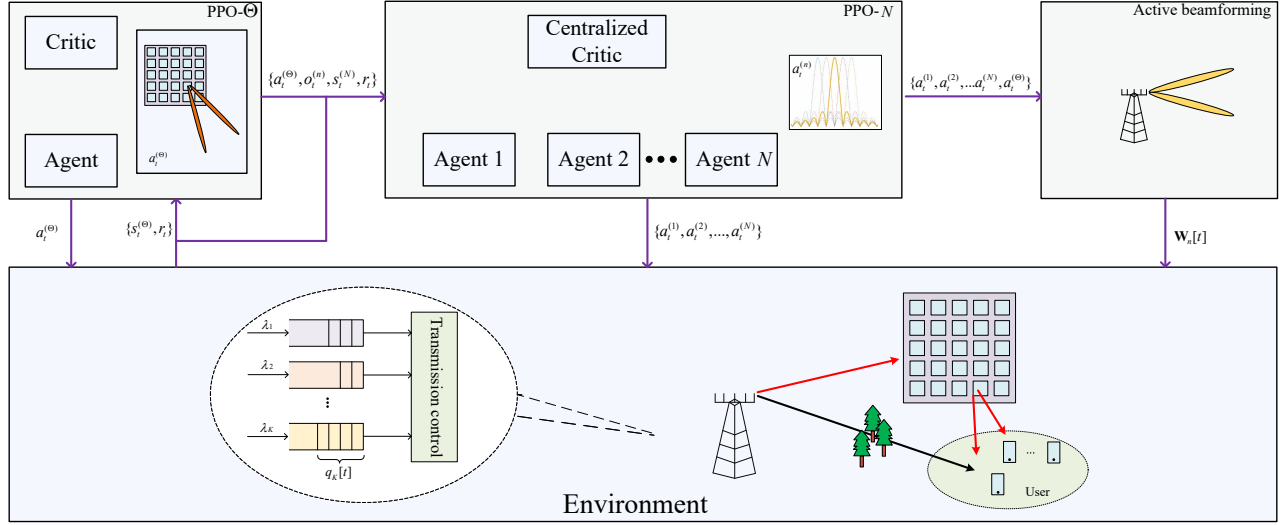 PPO-Θ
Critic
Agent
a_t^{(Θ)}
{a_t^{(Θ)}, o_t^{(n)}, s_t^{(N)}, r_t}
PPO-N
Centralized
Critic
a_t^{(n)}
Agent 1
Agent 2
Agent N
{a_t^{(1)}, a_t^{(2)}, ...a_t^{(N)}, a_t^{(Θ)}}
Active beamforming
a_t^{(Θ)}
{s_t^{(Θ)}, r_t}
{a_t^{(1)}, a_t^{(2)}, ..., a_t^{(N)}}
W_n[t]
λ_1
λ_2
λ_K
q_K[t]
Transmission control
...
User
Environment